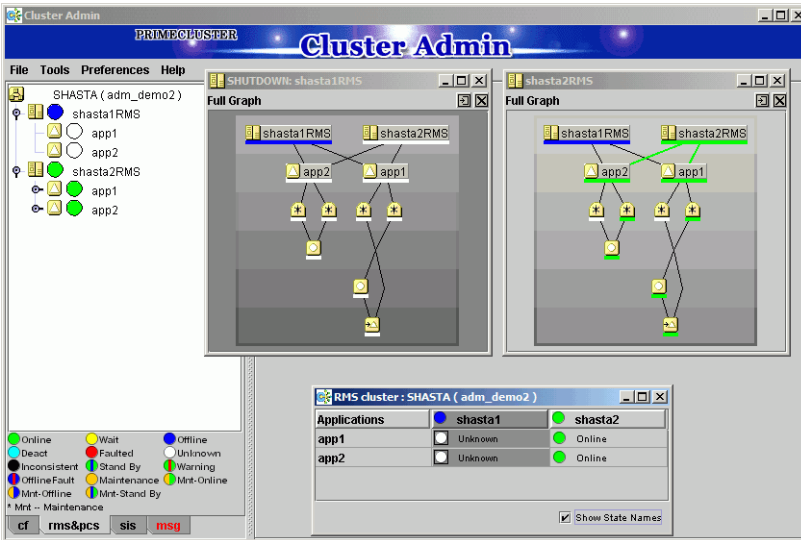 Cluster Admin
PRIMECLUSTER
Cluster Admin
File Tools Preferences Help
SHASTA ( adm_demo2 )
shasta1RMS
app1
app2
shasta2RMS
app1
app2
SHUTDOWN: shasta1RMS
Full Graph
shasta1RMS shasta2RMS
app2 app1
shasta2RMS
Full Graph
shasta1RMS shasta2RMS
app2 app1
RMS cluster : SHASTA ( adm_demo2 )
Applications shasta1 shasta2
app1 Unknown Online
app2 Unknown Online
Show State Names
Online Wait Offline
Deact Faulted Unknown
Inconsistent Stand By Warning
OfflineFault Maintenance Mnt-Online
Mnt-Offline Mnt-Stand By
* Mnt -- Maintenance
cf rms&pcs sis msg